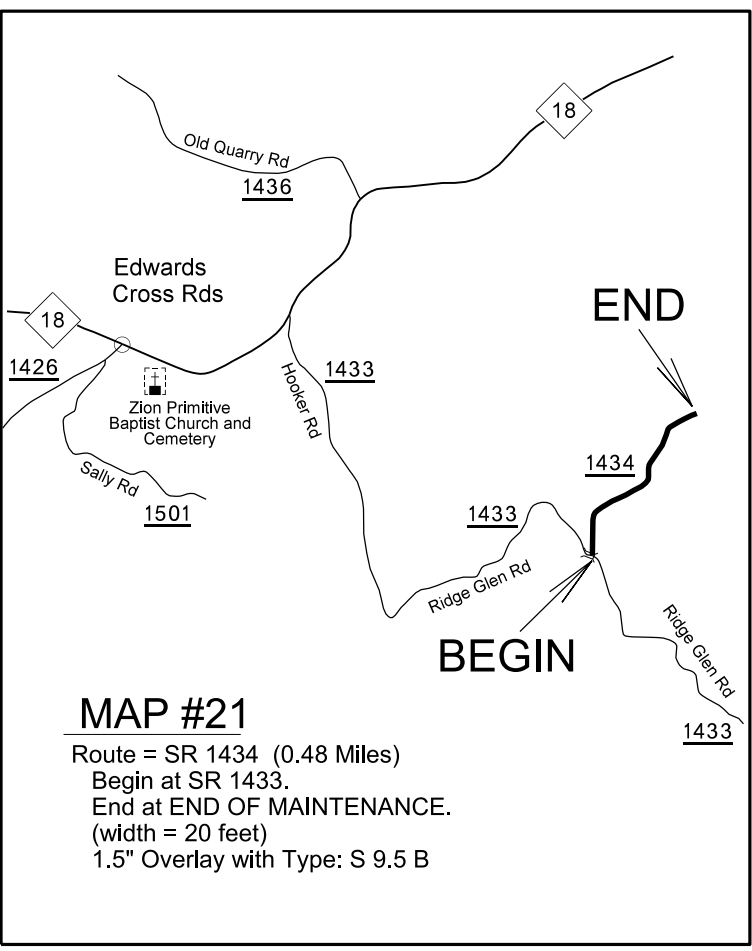 18
Old Quarry Rd
1436
Edwards
Cross Rds
18
END
1426
1433
Hooker Rd
Zion Primitive
Baptist Church and
Cemetery
1434
Sally Rd
1501
1433
Ridge Glen Rd
Ridge Glen Rd
BEGIN
1433
MAP #21
Route = SR 1434 (0.48 Miles)
Begin at SR 1433.
End at END OF MAINTENANCE.
(width = 20 feet)
1.5" Overlay with Type: S 9.5 B